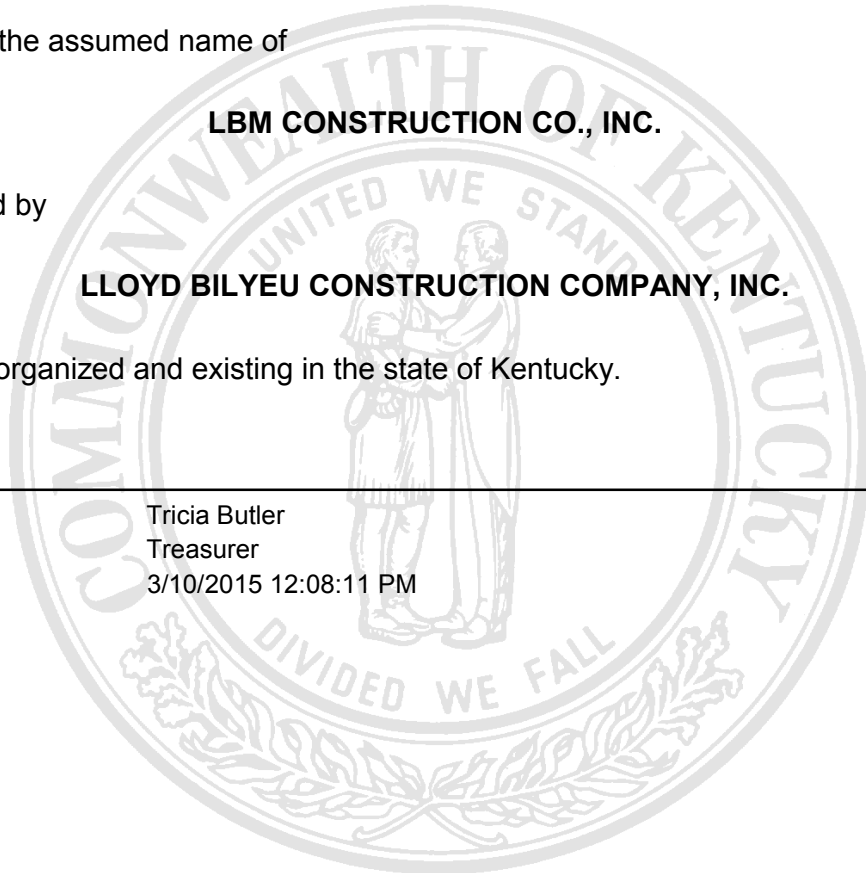 the assumed name of
LBM CONSTRUCTION CO., INC.
d by
LLOYD BILYEU CONSTRUCTION COMPANY, INC.
organized and existing in the state of Kentucky.
Tricia Butler
Treasurer
3/10/2015 12:08:11 PM
COMMONWEALTH OF KENTUCKY
UNITED WE STAND
DIVIDED WE FALL